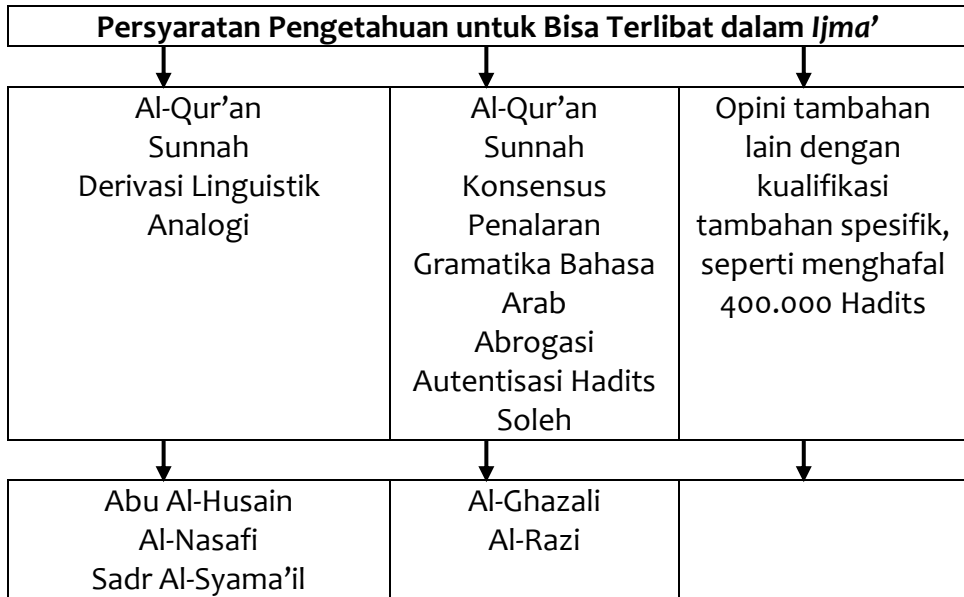 Persyaratan Pengetahuan untuk Bisa Terlibat dalam Ijma’
Al-Qur’an
Sunnah
Derivasi Linguistik
Analogi
Al-Qur’an
Sunnah
Konsensus
Penalaran
Gramatika Bahasa
Arab
Abrogasi
Autentisasi Hadits
Soleh
Opini tambahan
lain dengan
kualifikasi
tambahan spesifik,
seperti menghafal
400.000 Hadits
Abu Al-Husain
Al-Nasafi
Sadr Al-Syama’il
Al-Ghazali
Al-Razi